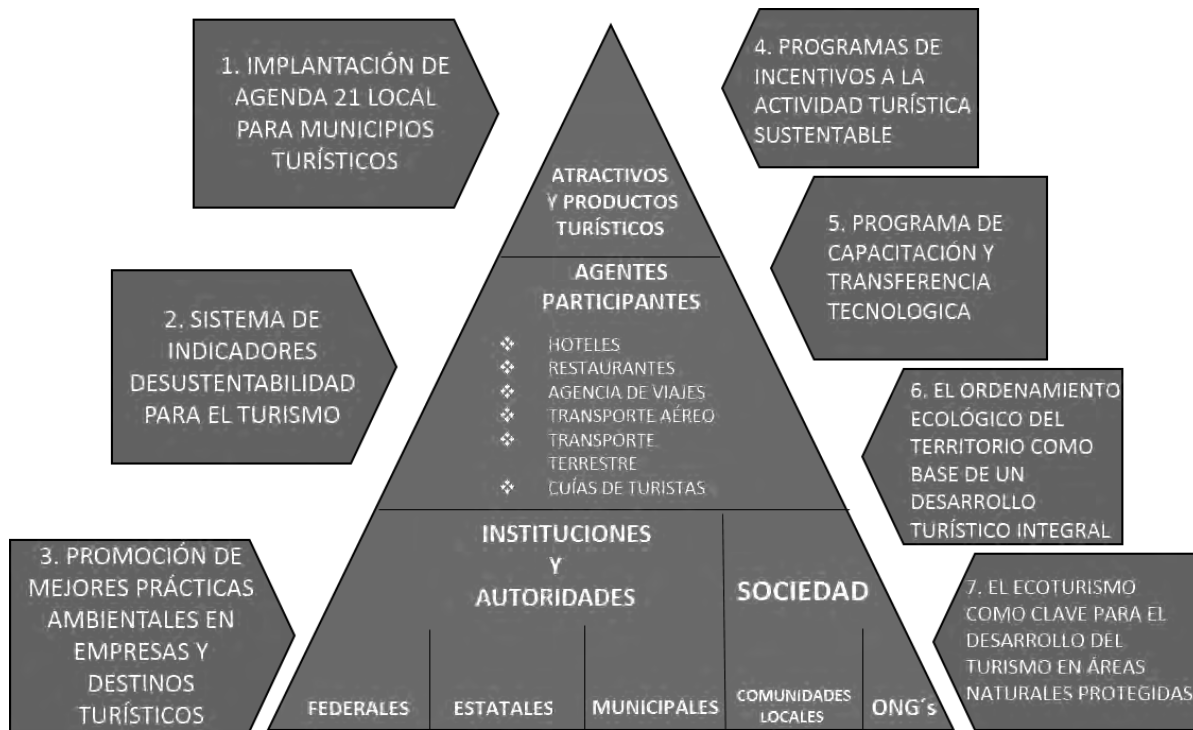 1. IMPLANTACIÓN DE
AGENDA 21 LOCAL
PARA MUNICIPIOS
TURÍSTICOS
2. SISTEMA DE
INDICADORES
DESUSTENTABILIDAD
PARA EL TURISMO
3. PROMOCIÓN DE
MEJORES PRÁCTICAS
AMBIENTALES EN
EMPRESAS Y
DESTINOS
TURÍSTICOS
ATRACTIVOS
Y PRODUCTOS
TURÍSTICOS
AGENTES
PARTICIPANTES
❖ HOTELES
❖ RESTAURANTES
❖ AGENCIA DE VIAJES
❖ TRANSPORTE AÉREO
❖ TRANSPORTE
TERRESTRE
❖ GUÍAS DE TURISTAS
INSTITUCIONES
Y
AUTORIDADES
FEDERALES
ESTATALES
MUNICIPALES
SOCIEDAD
COMUNIDADES
LOCALES
ONG´s
4. PROGRAMAS DE
INCENTIVOS A LA
ACTIVIDAD TURÍSTICA
SUSTENTABLE
5. PROGRAMA DE
CAPACITACIÓN Y
TRANSFERENCIA
TECNOLOGICA
6. EL ORDENAMIENTO
ECOLÓGICO DEL
TERRITORIO COMO
BASE DE UN
DESARROLLO
TURÍSTICO INTEGRAL
7. EL ECOTURISMO
COMO CLAVE PARA EL
DESARROLLO DEL
TURISMO EN ÁREAS
NATURALES PROTEGIDAS